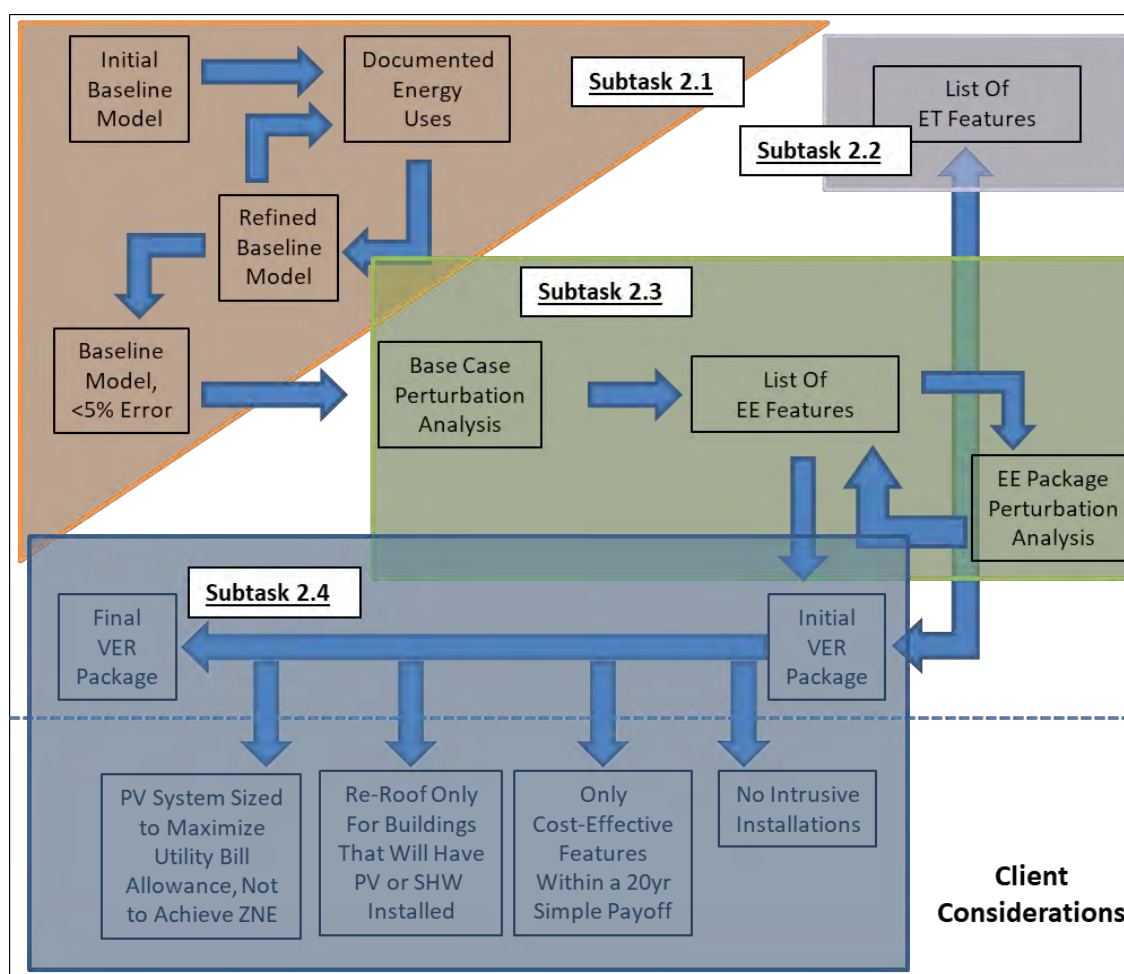 Initial
Baseline
Model
Documented
Energy
Uses
Subtask 2.1
List Of
ET Features
Subtask 2.2
Refined
Baseline
Model
Subtask 2.3
Baseline
Model,
<5% Error
Base Case
Perturbation
Analysis
List Of
EE Features
EE Package
Perturbation
Analysis
Subtask 2.4
Final
VER
Package
Initial
VER
Package
PV System Sized
to Maximize
Utility Bill
Allowance, Not
to Achieve ZNE
Re-Roof Only
For Buildings
That Will Have
PV or SHW
Installed
Only
Cost-Effective
Features
Within a 20yr
Simple Payoff
No Intrusive
Installations
Client
Considerations